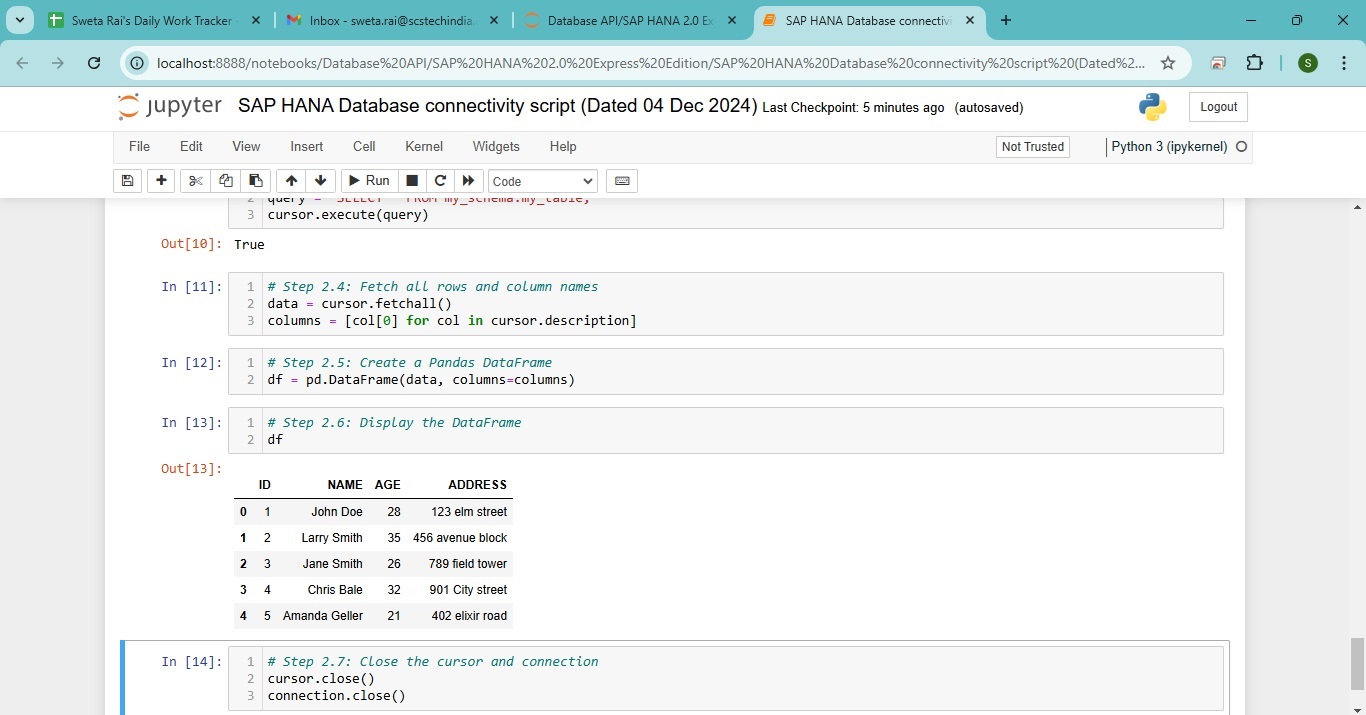 Sweta Rai's Daily Work Tracker
Inbox - sweta.rai@scstechindia.
Database API/SAP HANA 2.0 Ex
SAP HANA Database connectivi
localhost:8888/notebooks/Database%20API/SAP%20HANA%202.0%20Express%20Edition/SAP%20HANA%20Database%20connectivity%20script%20(Dated%2...
S
jupyter SAP HANA Database connectivity script (Dated 04 Dec 2024) Last Checkpoint: 5 minutes ago (autosaved)
Logout
File Edit View Insert Cell Kernel Widgets Help
Not Trusted
Python 3 (ipykernel)
Run
Code
2 query = "SELECT * FROM my_schema.my_table;
3 cursor.execute(query)
Out[10]: True
In [11]: 1 # Step 2.4: Fetch all rows and column names
2 data = cursor.fetchall()
3 columns = [col[0] for col in cursor.description]
In [12]: 1 # Step 2.5: Create a Pandas DataFrame
2 df = pd.DataFrame(data, columns=columns)
In [13]: 1 # Step 2.6: Display the DataFrame
2 df
Out[13]:
ID NAME AGE ADDRESS
0 1 John Doe 28 123 elm street
1 2 Larry Smith 35 456 avenue block
2 3 Jane Smith 26 789 field tower
3 4 Chris Bale 32 901 City street
4 5 Amanda Geller 21 402 elixir road
In [14]: 1 # Step 2.7: Close the cursor and connection
2 cursor.close()
3 connection.close()